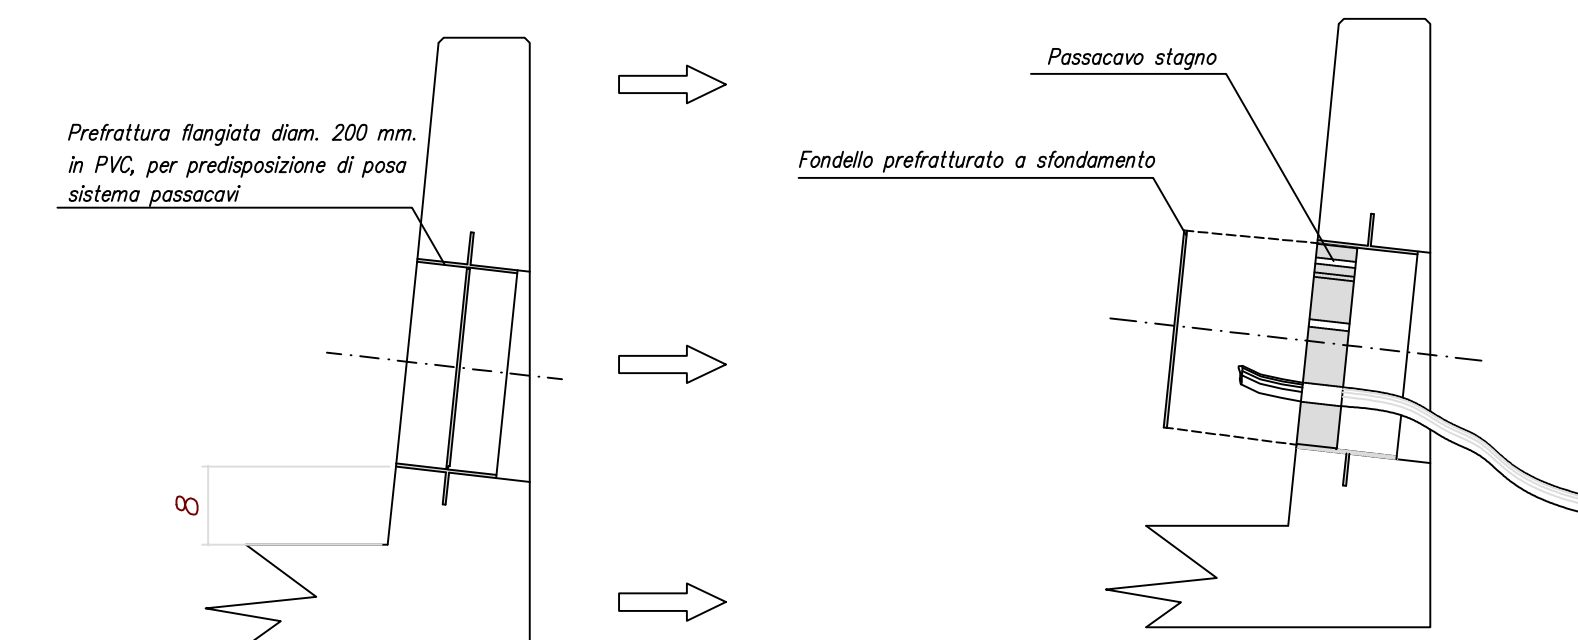 Prefrattura flangiata diam. 200 mm.
in PVC, per predisposizione di posa
sistema passacavi
8
Passacavo stagno
Fondello prefratturato a sfondamento